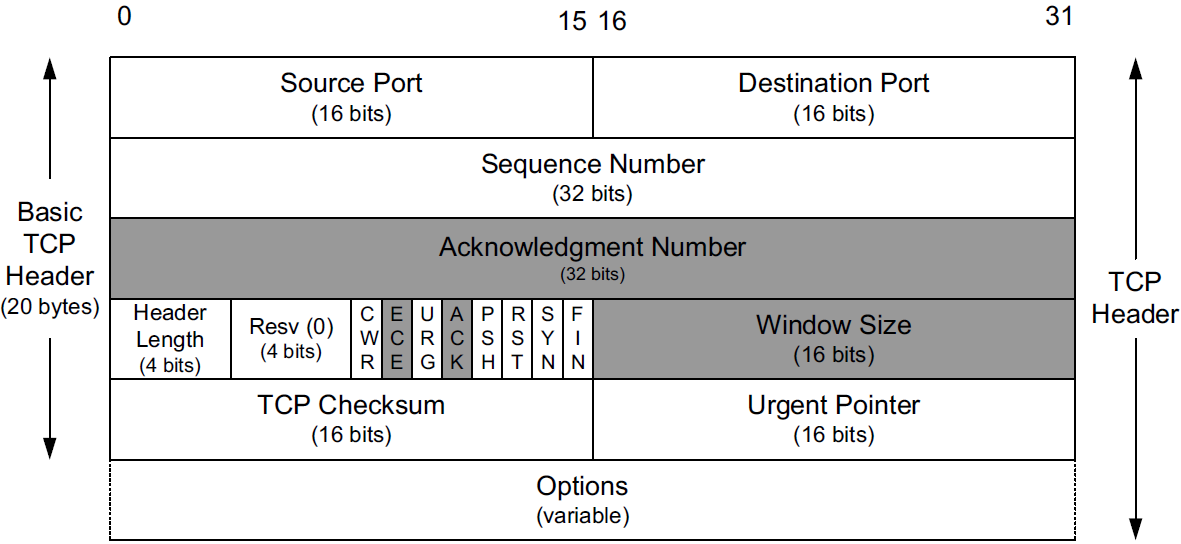 0 15 16 31
Source Port
(16 bits)
Destination Port
(16 bits)
Sequence Number
(32 bits)
Acknowledgment Number
(32 bits)
Basic
TCP
Header
(20 bytes)
Header
Length
(4 bits)
Resv (0)
(4 bits)
CWR
ECE
URG
ACK
PSH
RST
SYN
FIN
Window Size
(16 bits)
TCP
Header
TCP Checksum
(16 bits)
Urgent Pointer
(16 bits)
Options
(variable)